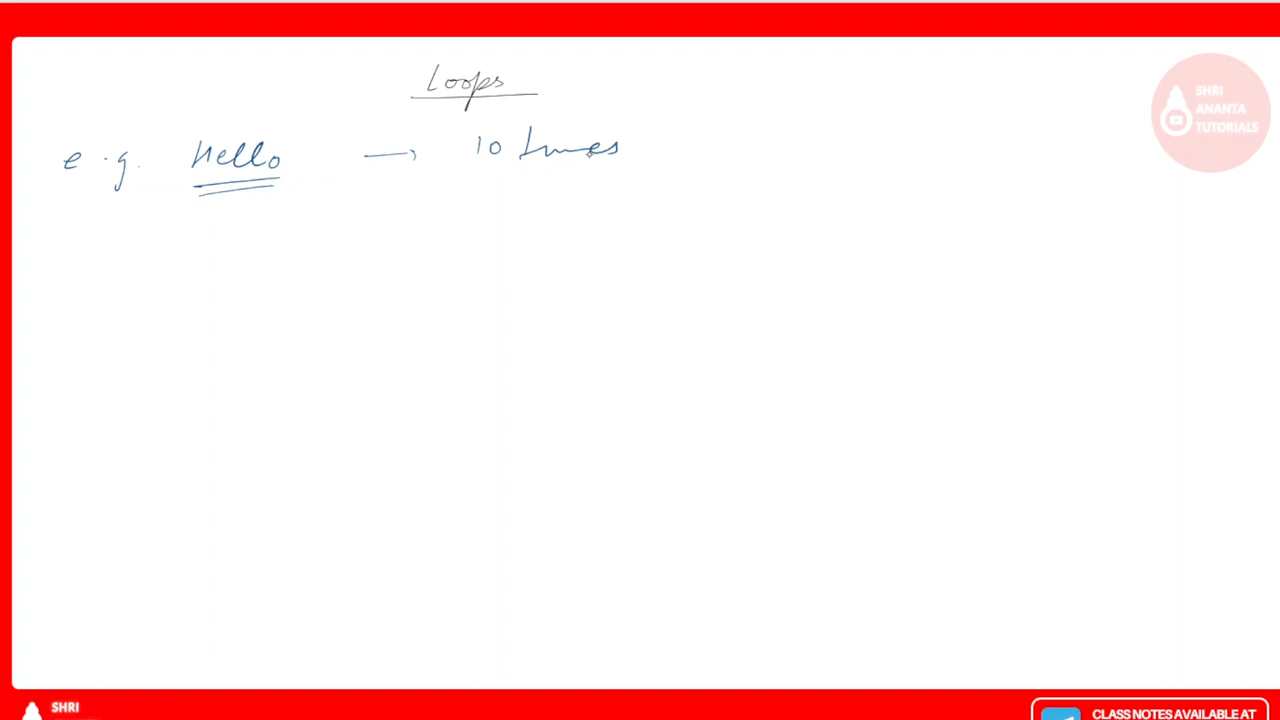 Loops
SHRI
ANANTA
TUTORIALS
e.g. Hello → 10 times
SHRI
CLASS NOTES AVAILABLE AT